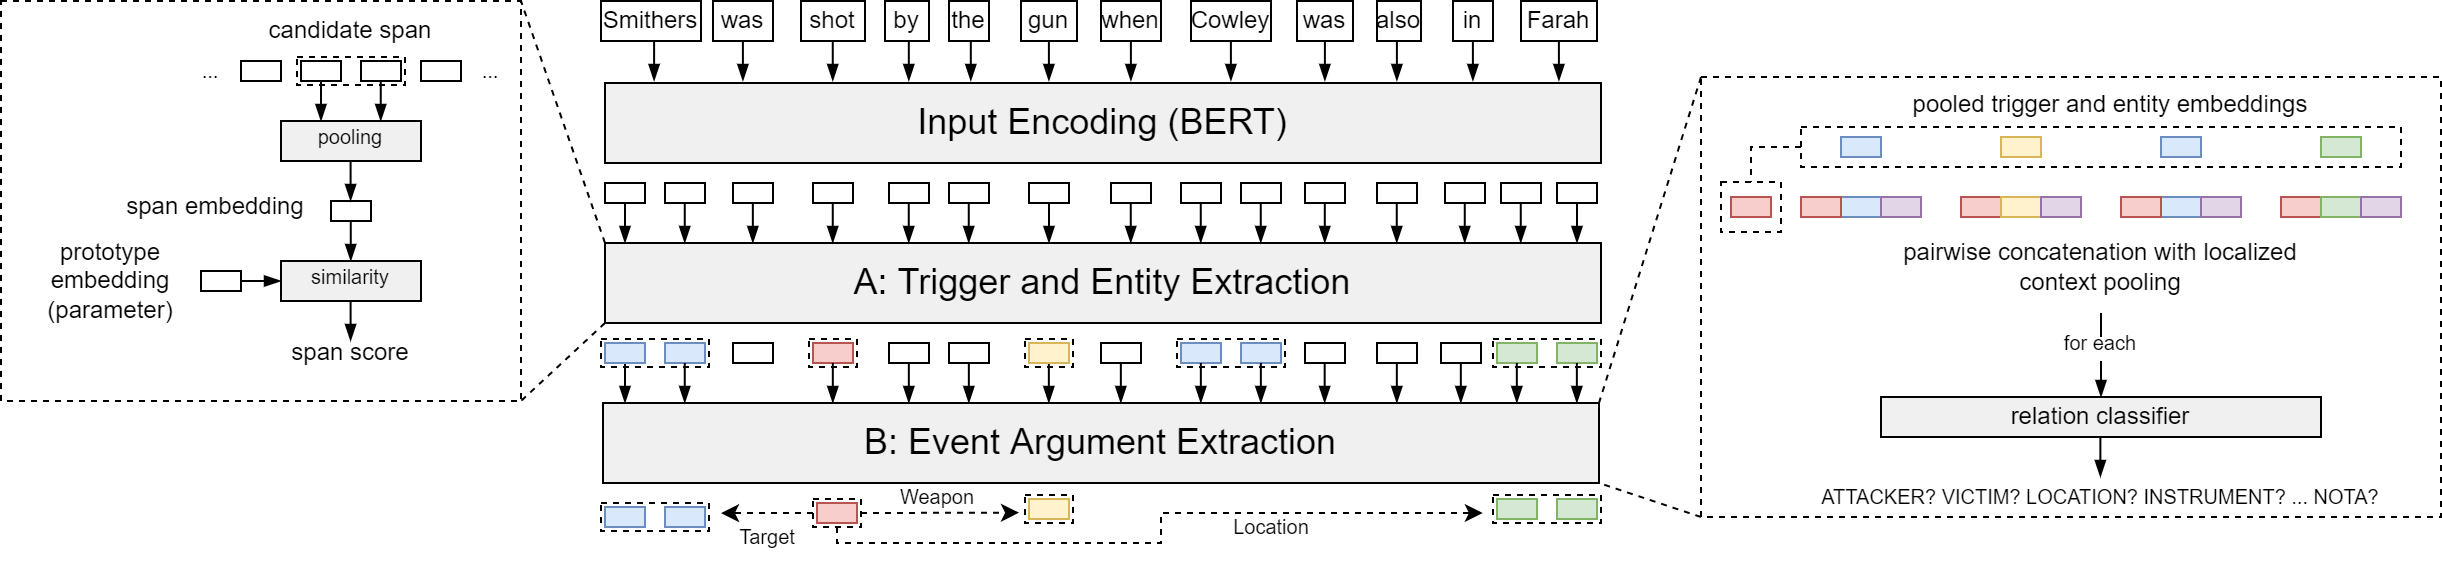 candidate span
...
...
pooling
span embedding
prototype
embedding
(parameter)
similarity
span score
Smithers was shot by the gun when Cowley was also in Farah
Input Encoding (BERT)
A: Trigger and Entity Extraction
B: Event Argument Extraction
Weapon
Target
Location
pooled trigger and entity embeddings
pairwise concatenation with localized
context pooling
for each
relation classifier
ATTACKER? VICTIM? LOCATION? INSTRUMENT? ... NOTA?